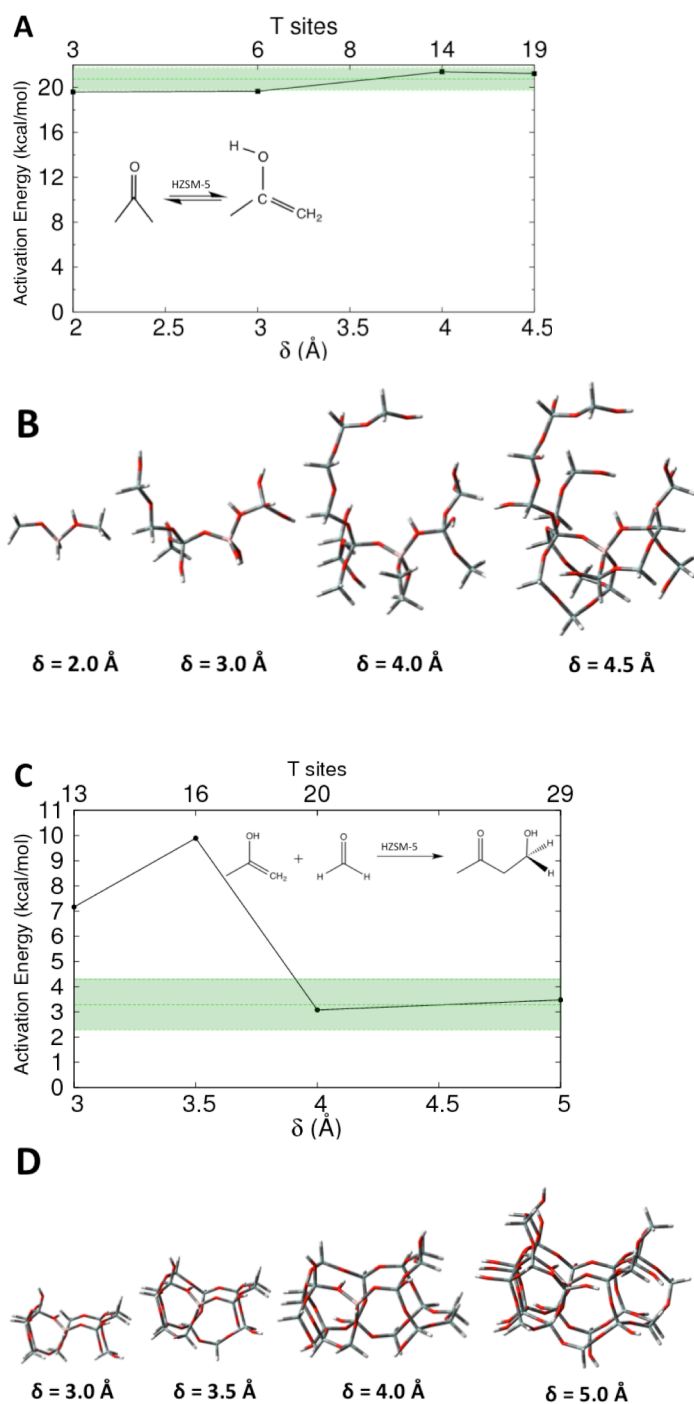 A
T sites
3 6 8 14 19
Activation Energy (kcal/mol)
20
16
12
8
4
0
O
HZSM-5
H
O
C
CH₂
2 2.5 3 3.5 4 4.5
δ (Å)
B
δ = 2.0 Å δ = 3.0 Å δ = 4.0 Å δ = 4.5 Å
C
T sites
13 16 20 29
Activation Energy (kcal/mol)
11
10
9
8
7
6
5
4
3
2
1
0
OH
CH₂
+
O
H H
HZSM-5
O OH
H
H
3 3.5 4 4.5 5
δ (Å)
D
δ = 3.0 Å δ = 3.5 Å δ = 4.0 Å δ = 5.0 Å